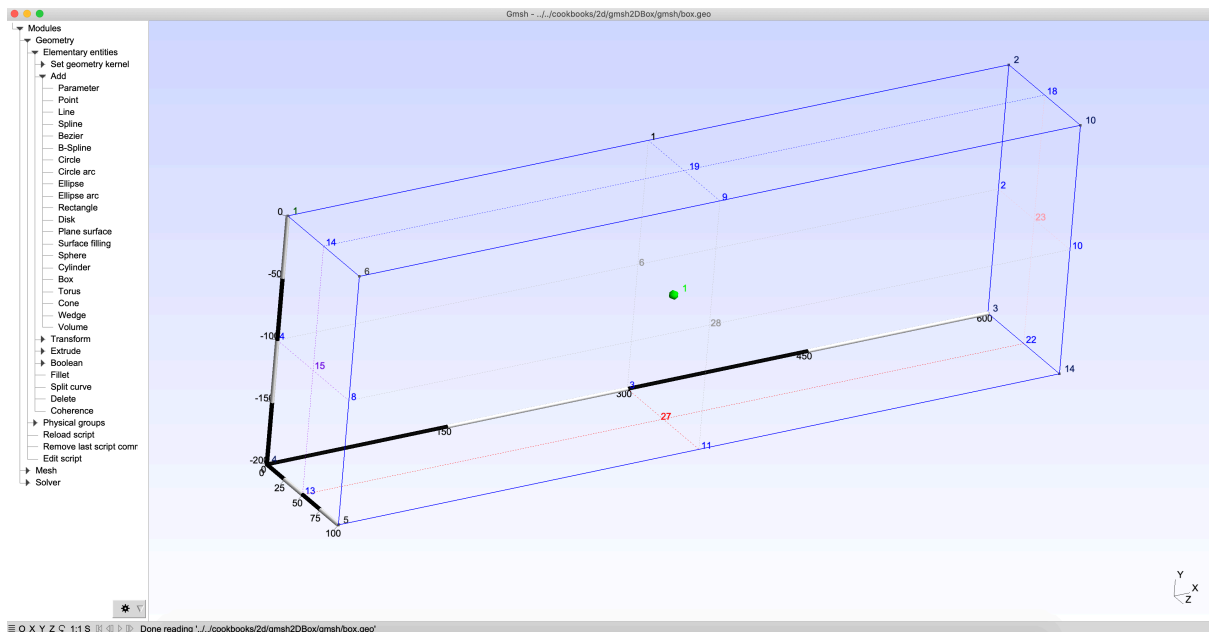 Gmsh - ../../cookbooks/2d/gmsh2DBox/gmsh/box.geo
Modules
Geometry
Elementary entities
Set geometry kernel
Add
Parameter
Point
Line
Spline
Bezier
B-Spline
Circle
Circle arc
Ellipse
Ellipse arc
Rectangle
Disk
Plane surface
Surface filling
Sphere
Cylinder
Box
Torus
Cone
Wedge
Volume
Transform
Extrude
Boolean
Fillet
Split curve
Delete
Coherence
Physical groups
Reload script
Remove last script comr
Edit script
Mesh
Solver
2
18
10
1
19
9
2
0 1
14
23
6
10
6
-50
1
28
-100 4
3
600
22
15
450
14
8
3
300
-150
27
150
11
-200 4
0
25
13
50
75
5
100
Y
X
Z
O X Y Z 1:1 S Done reading '../../cookbooks/2d/gmsh2DBox/gmsh/box.geo'